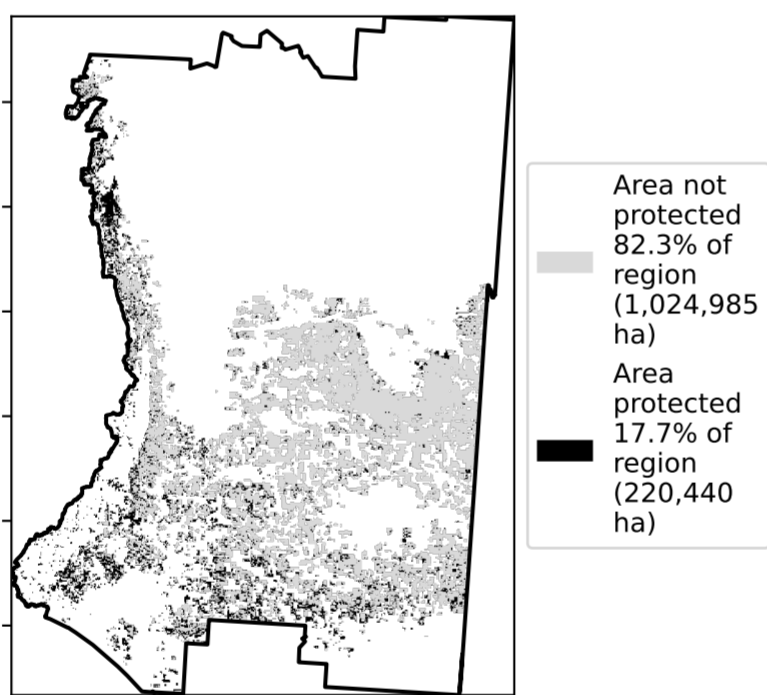 Area not
protected
82.3% of
region
(1,024,985
ha)
Area
protected
17.7% of
region
(220,440
ha)